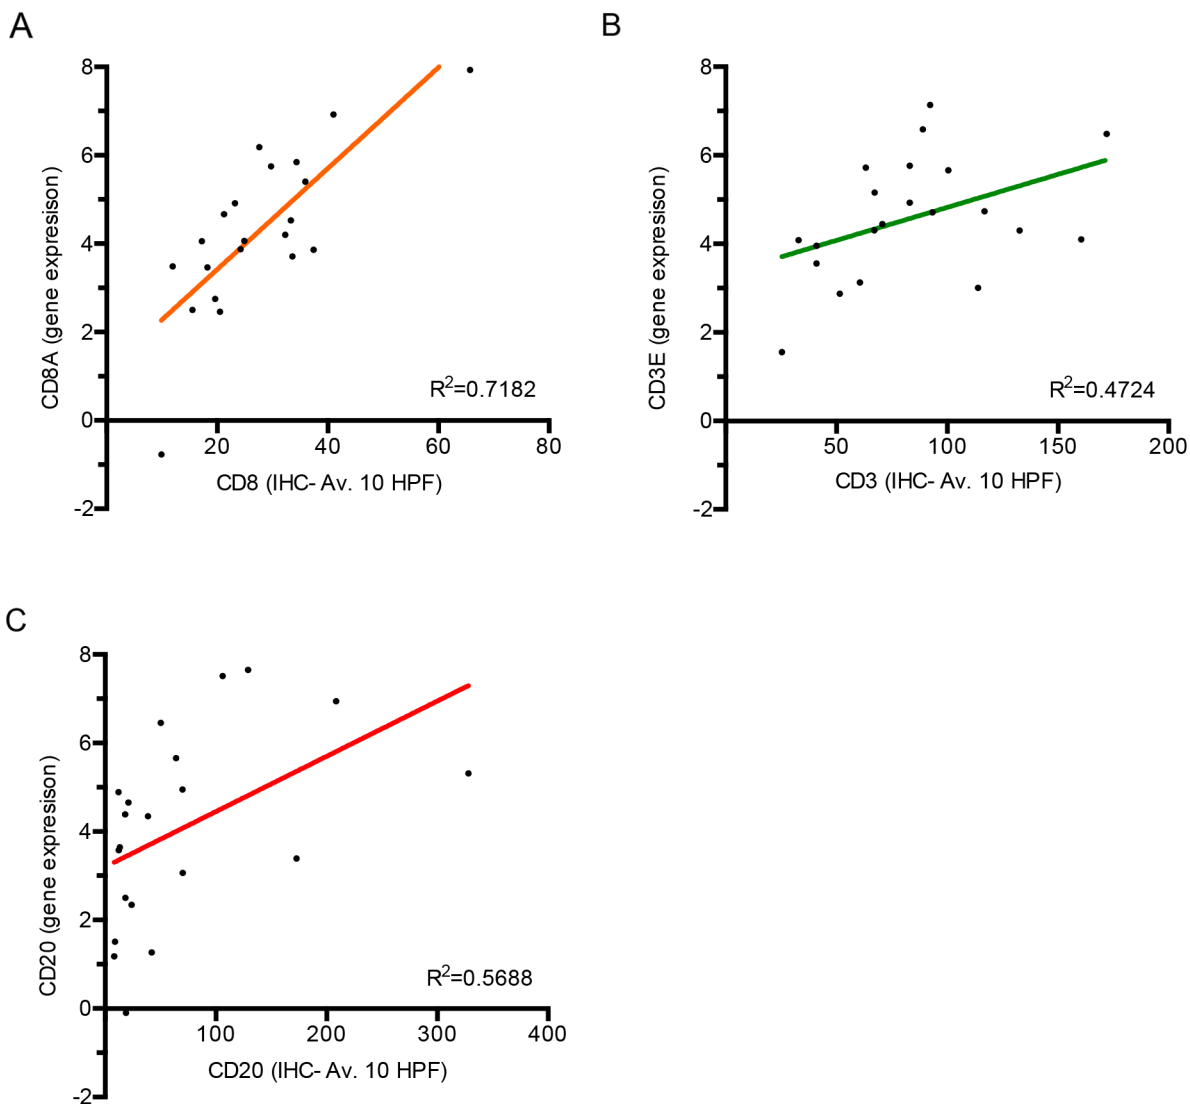 A
8
6
4
2
0
-2
20
40
60
80
CD8A (gene expresison)
R²=0.7182
CD8 (IHC- Av. 10 HPF)
B
8
6
4
2
0
-2
50
100
150
200
CD3E (gene expresison)
R²=0.4724
CD3 (IHC- Av. 10 HPF)
C
8
6
4
2
0
-2
100
200
300
400
CD20 (gene expresison)
R²=0.5688
CD20 (IHC- Av. 10 HPF)